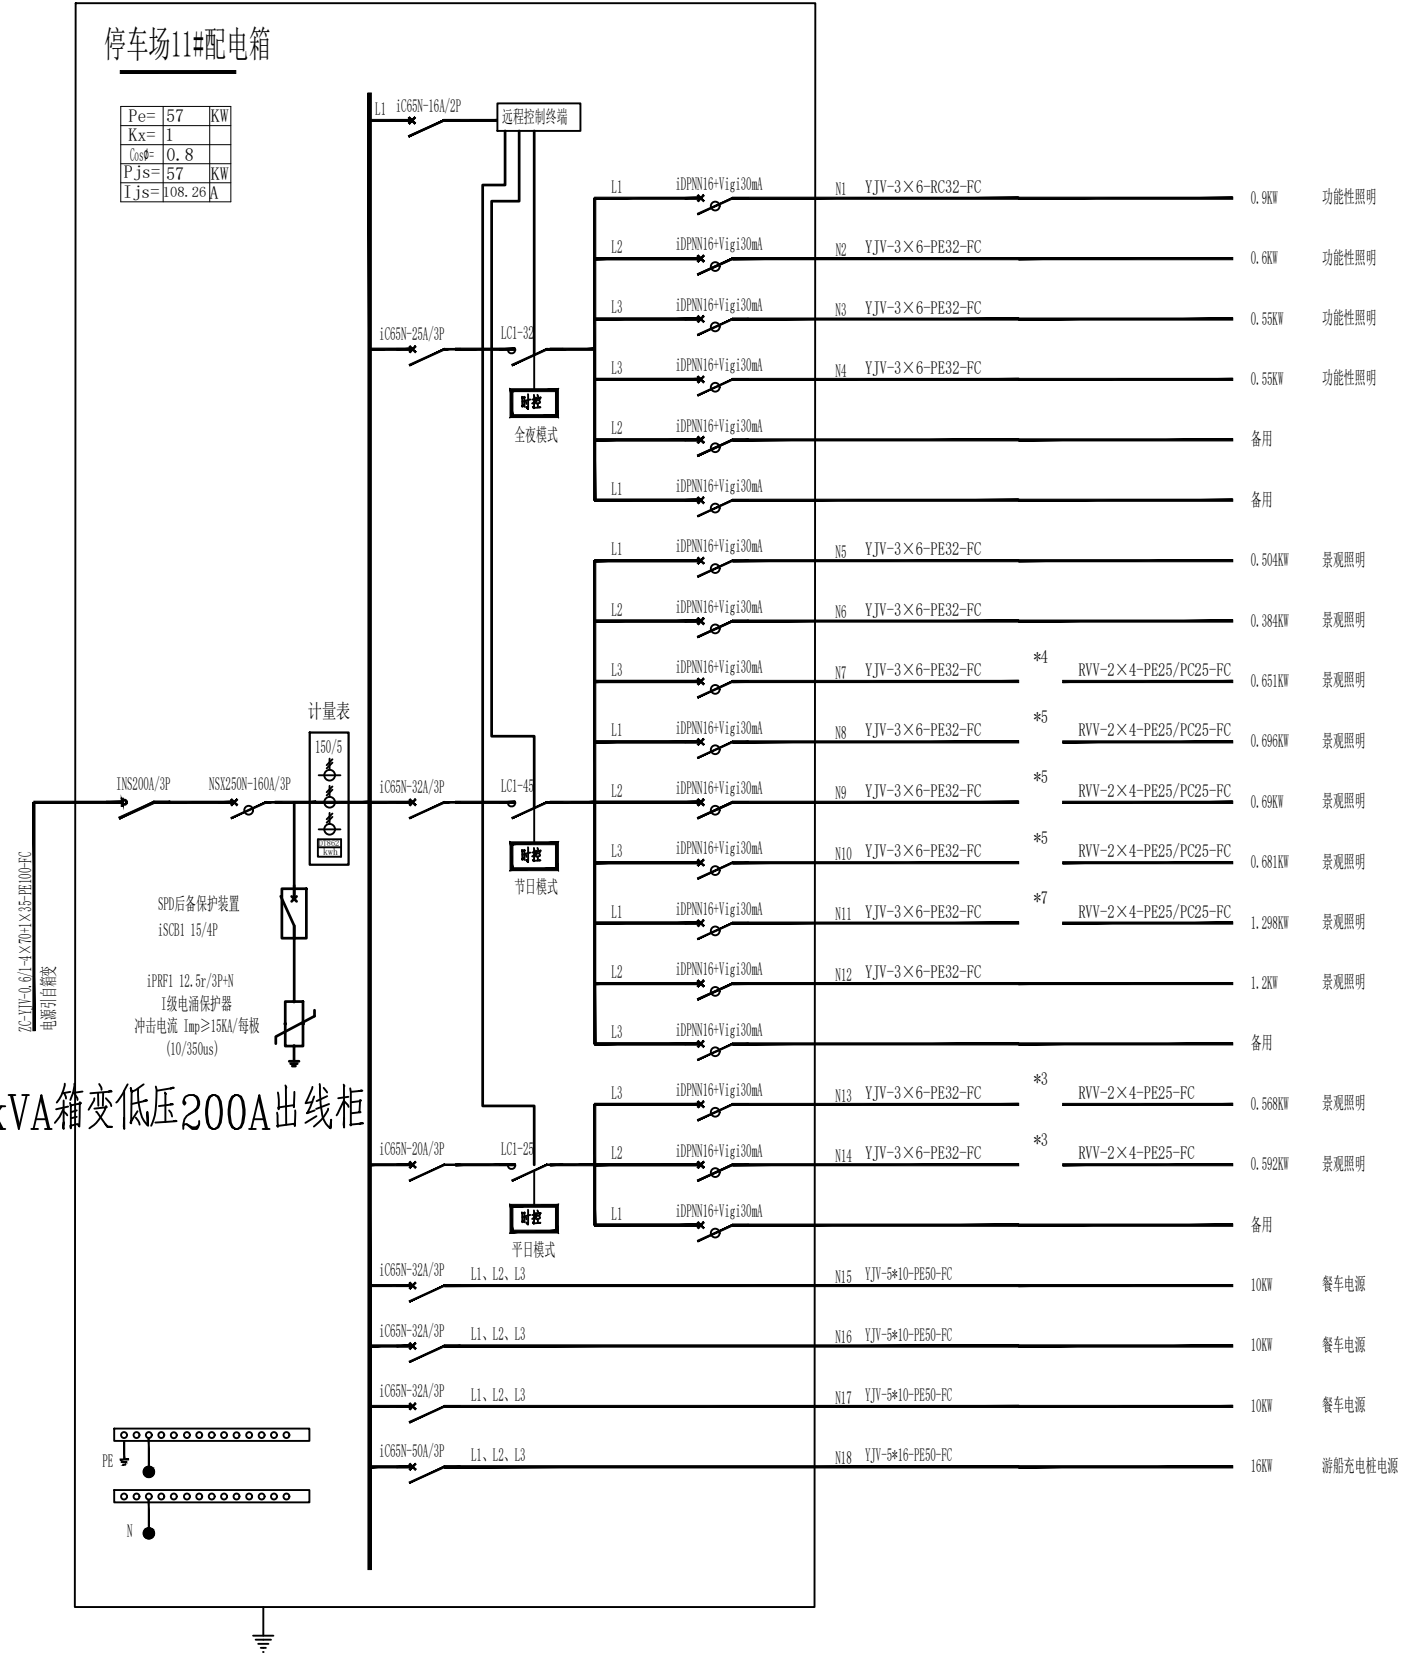 停车场11#配电箱
Pe= 57 KW
Kx= 1
Cosφ= 0.8
Pjs= 57 KW
Ijs= 108.26 A
L1 iC65N-16A/2P 远程控制终端
L1 iDPNN16+Vigi30mA N1 YJV-3×6-RC32-FC 0.9KW 功能性照明
L2 iDPNN16+Vigi30mA N2 YJV-3×6-PE32-FC 0.6KW 功能性照明
L3 iDPNN16+Vigi30mA N3 YJV-3×6-PE32-FC 0.55KW 功能性照明
iC65N-25A/3P LC1-32
L3 iDPNN16+Vigi30mA N4 YJV-3×6-PE32-FC 0.55KW 功能性照明
时控
全夜模式
L2 iDPNN16+Vigi30mA 备用
L1 iDPNN16+Vigi30mA 备用
L1 iDPNN16+Vigi30mA N5 YJV-3×6-PE32-FC 0.504KW 景观照明
L2 iDPNN16+Vigi30mA N6 YJV-3×6-PE32-FC 0.384KW 景观照明
L3 iDPNN16+Vigi30mA N7 YJV-3×6-PE32-FC *4 RVV-2×4-PE25/PC25-FC 0.651KW 景观照明
计量表
150/5
L1 iDPNN16+Vigi30mA N8 YJV-3×6-PE32-FC *5 RVV-2×4-PE25/PC25-FC 0.696KW 景观照明
INS200A/3P NSX250N-160A/3P iC65N-32A/3P LC1-45
L2 iDPNN16+Vigi30mA N9 YJV-3×6-PE32-FC *5 RVV-2×4-PE25/PC25-FC 0.69KW 景观照明
kwh
时控
节日模式
L3 iDPNN16+Vigi30mA N10 YJV-3×6-PE32-FC *5 RVV-2×4-PE25/PC25-FC 0.681KW 景观照明
ZC-YJV-0.6/1-4×70+1×35-PE100-FC
电源引自箱变
SPD后备保护装置
iSCB1 15/4P
L1 iDPNN16+Vigi30mA N11 YJV-3×6-PE32-FC *7 RVV-2×4-PE25/PC25-FC 1.298KW 景观照明
iPRF1 12.5r/3P+N
I级电涌保护器
冲击电流 Imp≥15KA/每极
(10/350us)
L2 iDPNN16+Vigi30mA N12 YJV-3×6-PE32-FC 1.2KW 景观照明
L3 iDPNN16+Vigi30mA 备用
kVA箱变低压200A出线柜
L3 iDPNN16+Vigi30mA N13 YJV-3×6-PE32-FC *3 RVV-2×4-PE25-FC 0.568KW 景观照明
iC65N-20A/3P LC1-25
L2 iDPNN16+Vigi30mA N14 YJV-3×6-PE32-FC *3 RVV-2×4-PE25-FC 0.592KW 景观照明
时控
平日模式
L1 iDPNN16+Vigi30mA 备用
iC65N-32A/3P L1、L2、L3 N15 YJV-5*10-PE50-FC 10KW 餐车电源
iC65N-32A/3P L1、L2、L3 N16 YJV-5*10-PE50-FC 10KW 餐车电源
iC65N-32A/3P L1、L2、L3 N17 YJV-5*10-PE50-FC 10KW 餐车电源
iC65N-50A/3P L1、L2、L3 N18 YJV-5*16-PE50-FC 16KW 游船充电桩电源
PE
N